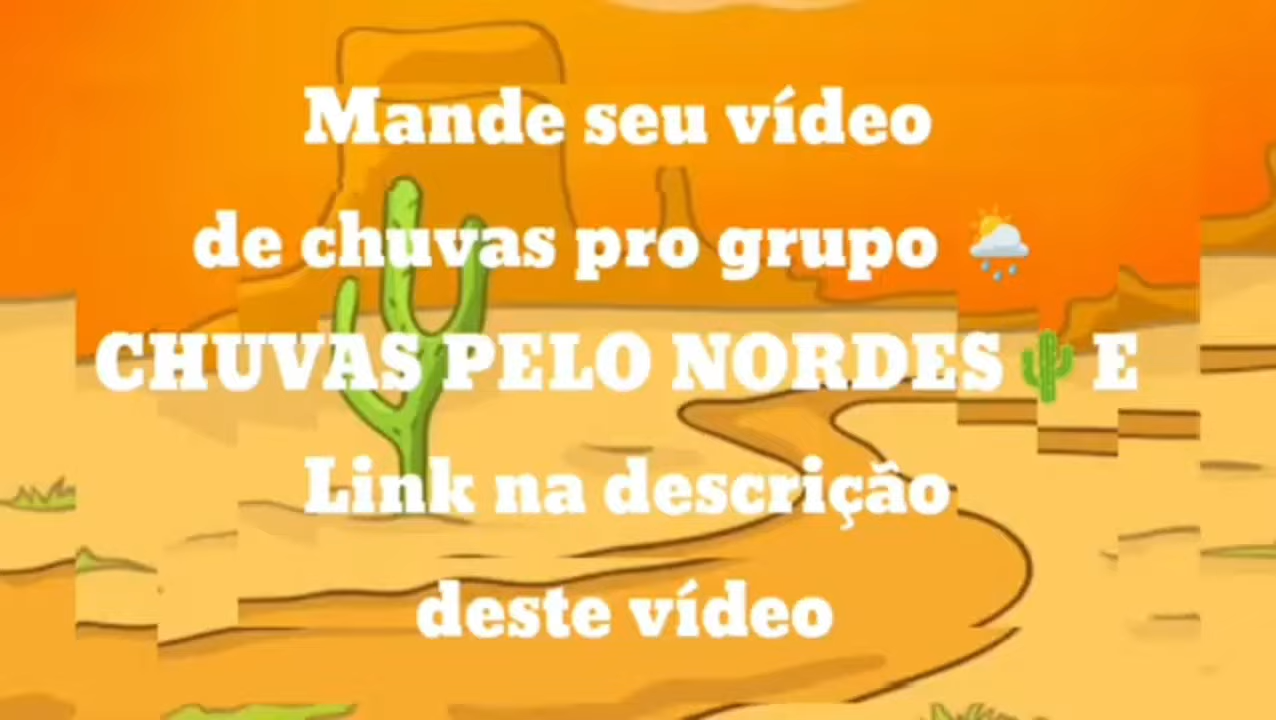 Mande seu vídeo
de chuvas pro grupo 🌦️
CHUVAS PELO NORDES🌵E
Link na descrição
deste vídeo